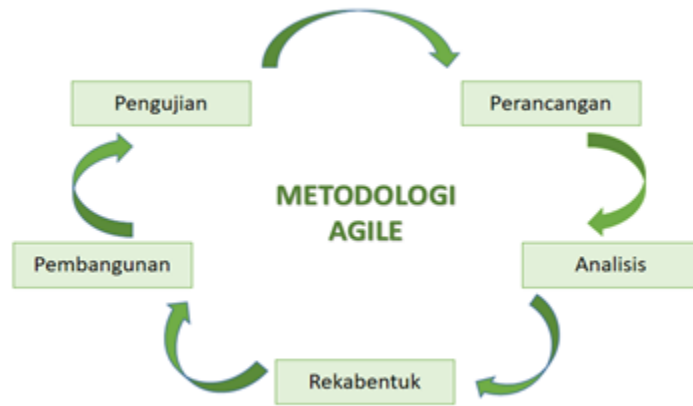 Pengujian
Perancangan
METODOLOGI
AGILE
Pembangunan
Analisis
Rekabentuk